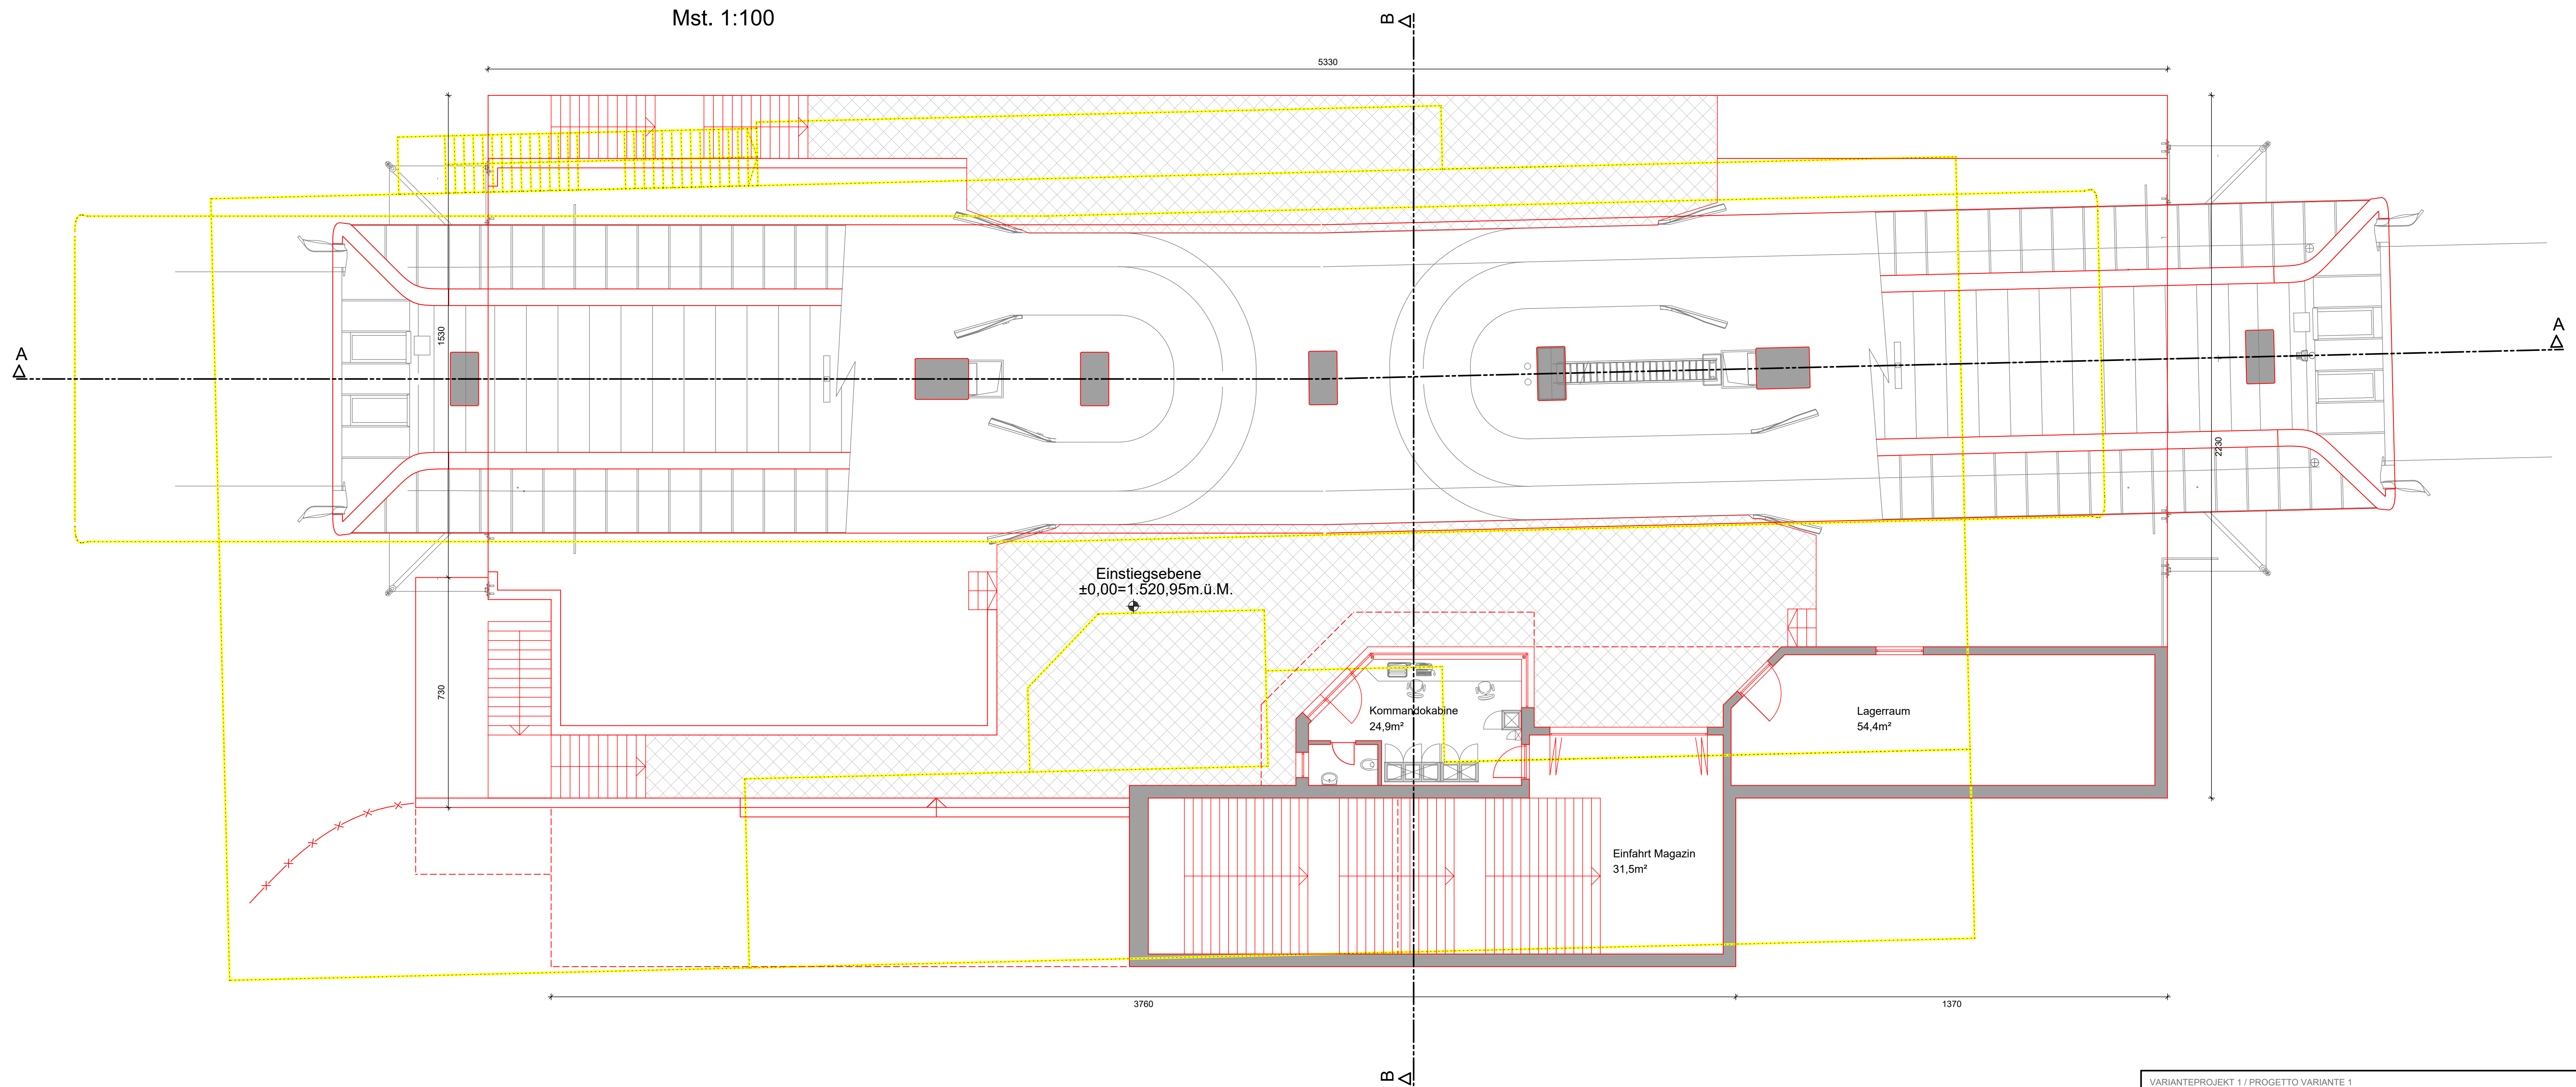 Mst. 1:100
B
5330
1530
2230
A
A
Einstiegsebene
±0,00=1.520,95m.ü.M.
730
Kommandokabine
24,9m²
Lagerraum
54,4m²
Einfahrt Magazin
31,5m²
3760
1370
B
VARIANTEPROJEKT 1 / PROGETTO VARIANTE 1